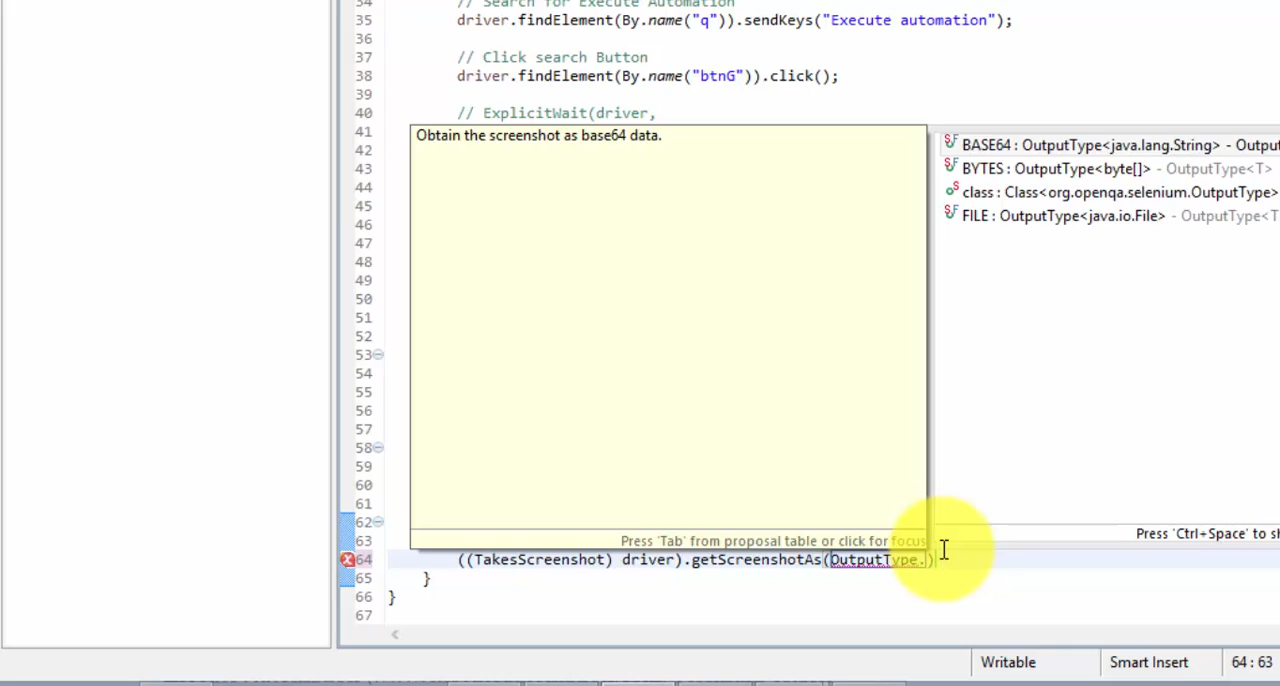 34 // Search for Execute Automation
35 driver.findElement(By.name("q")).sendKeys("Execute automation");
36
37 // Click search Button
38 driver.findElement(By.name("btnG")).click();
39
40 // ExplicitWait(driver,
41
Obtain the screenshot as base64 data.
BASE64 : OutputType<java.lang.String> - Output
42
BYTES : OutputType<byte[]> - OutputType<T>
43
class : Class<org.openqa.selenium.OutputType>
44
FILE : OutputType<java.io.File> - OutputType<T
45
46
47
48
49
50
51
52
53
54
55
56
57
58
59
60
61
62
Press 'Ctrl+Space' to sh
63
Press 'Tab' from proposal table or click for focus
64 ((TakesScreenshot) driver).getScreenshotAs(OutputType.)
65 }
66 }
67
Writable Smart Insert 64 : 63